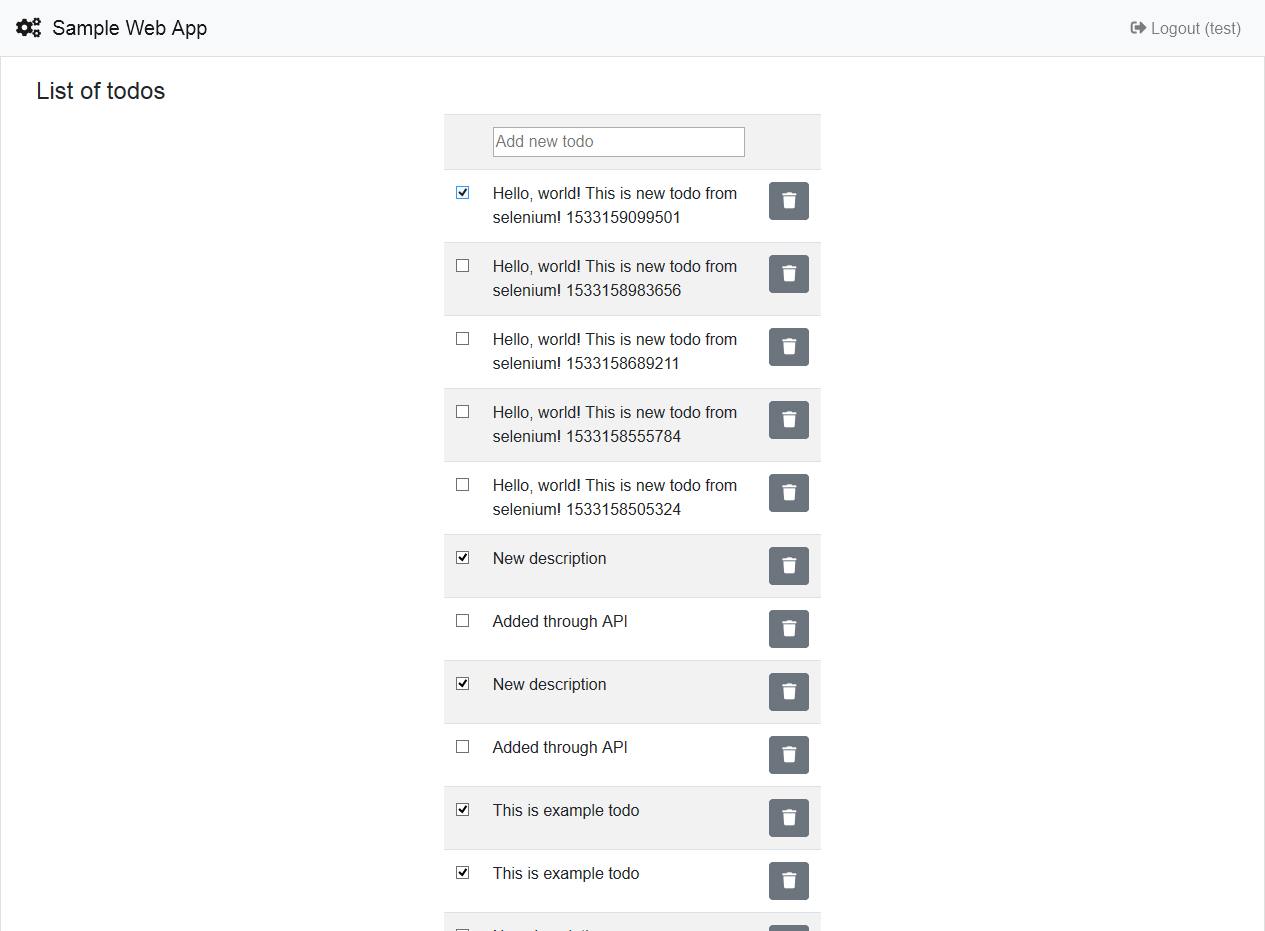 Sample Web App
Logout (test)
List of todos
Add new todo
Hello, world! This is new todo from
selenium! 1533159099501
Hello, world! This is new todo from
selenium! 1533158983656
Hello, world! This is new todo from
selenium! 1533158689211
Hello, world! This is new todo from
selenium! 1533158555784
Hello, world! This is new todo from
selenium! 1533158505324
New description
Added through API
New description
Added through API
This is example todo
This is example todo